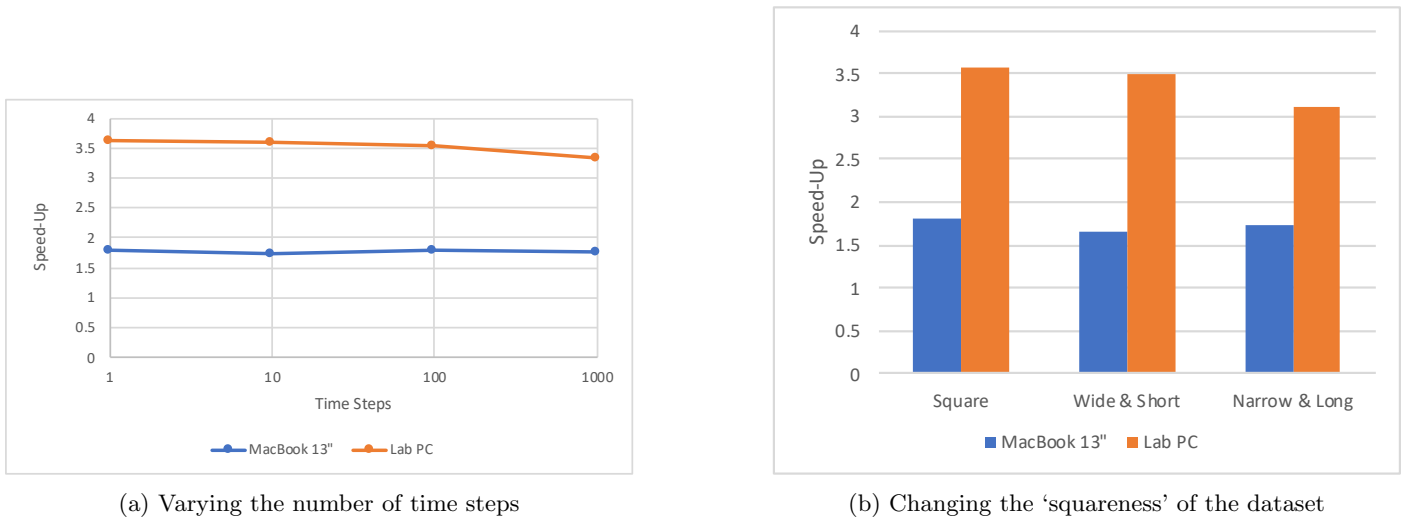 4
3.5
3
2.5
2
1.5
1
0.5
0
Speed-Up
1 10 100 1000
Time Steps
MacBook 13" Lab PC
(a) Varying the number of time steps
4
3.5
3
2.5
2
1.5
1
0.5
0
Speed-Up
Square Wide & Short Narrow & Long
MacBook 13" Lab PC
(b) Changing the ‘squareness’ of the dataset